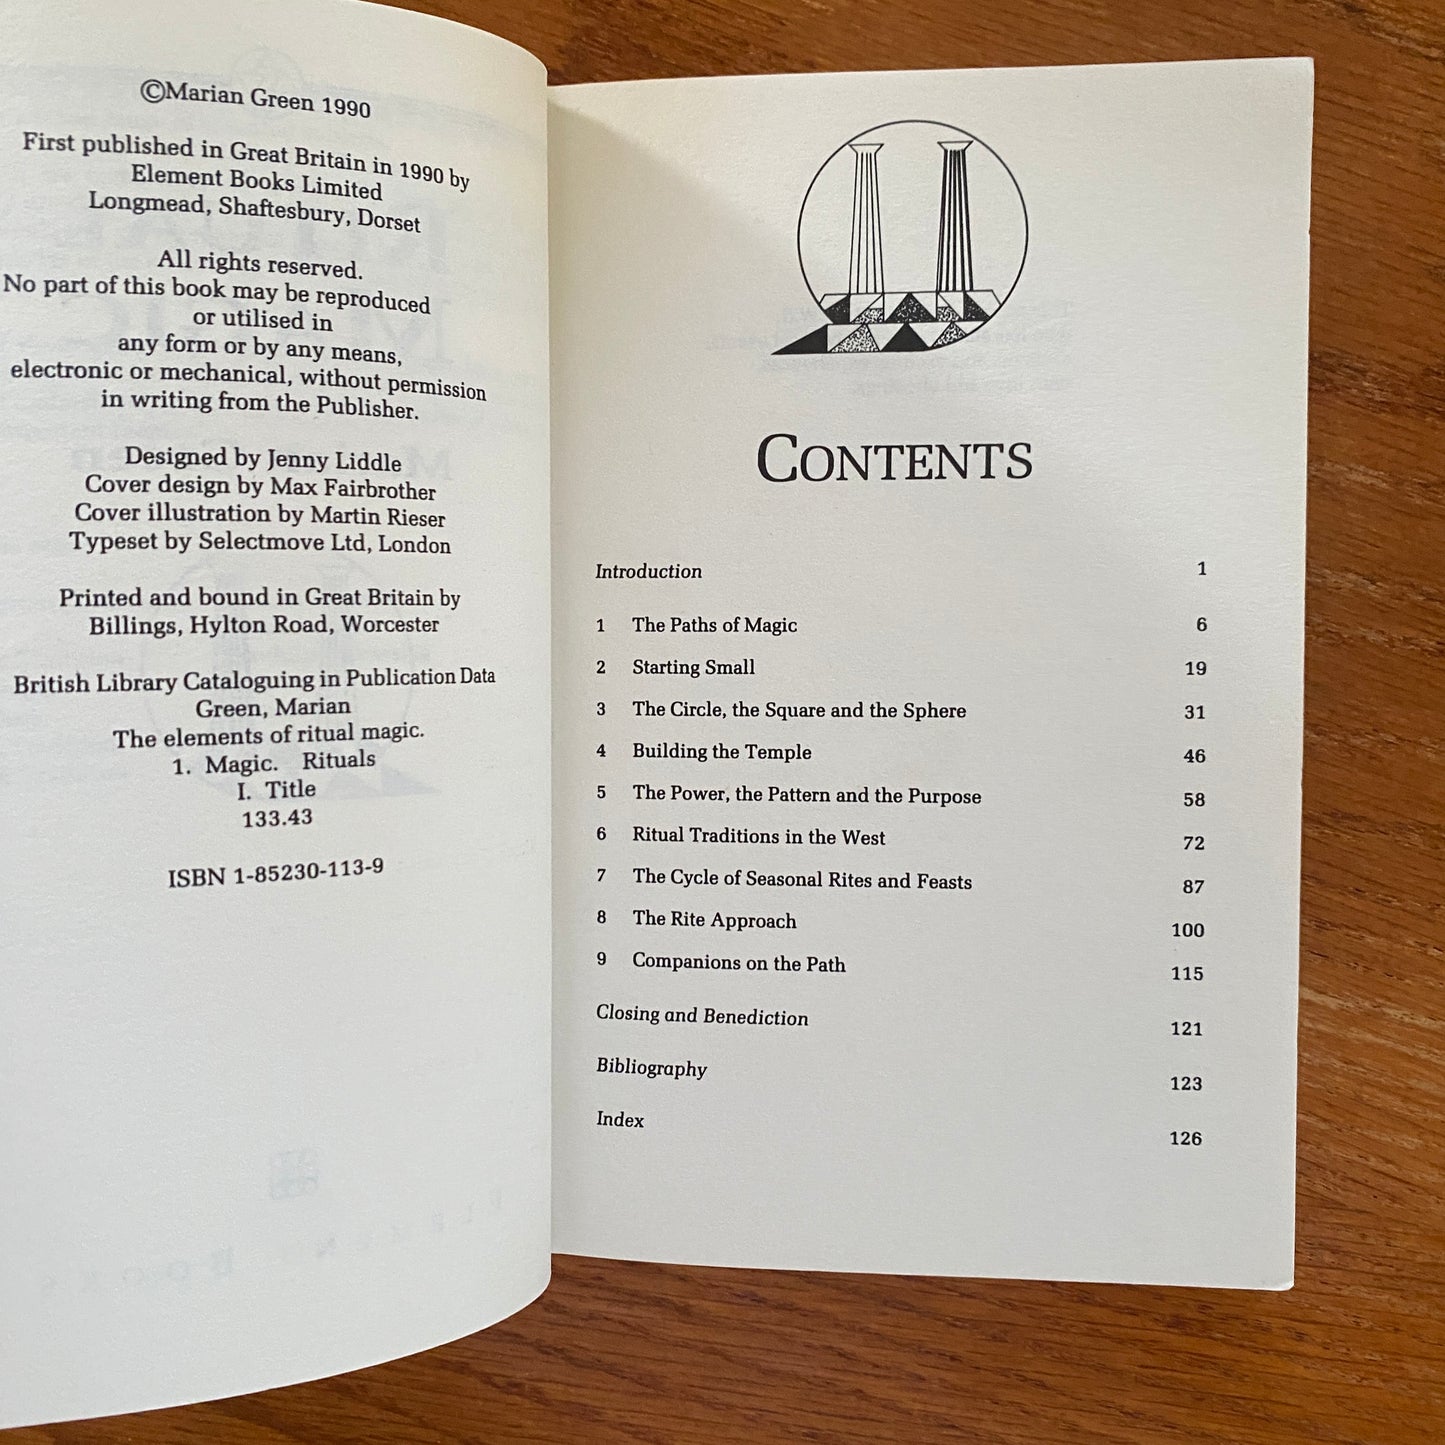 ©Marian Green 1990
First published in Great Britain in 1990 by
Element Books Limited
Longmead, Shaftesbury, Dorset
All rights reserved.
No part of this book may be reproduced
or utilised in
any form or by any means,
electronic or mechanical, without permission
in writing from the Publisher.
Designed by Jenny Liddle
Cover design by Max Fairbrother
Cover illustration by Martin Rieser
Typeset by Selectmove Ltd, London
Printed and bound in Great Britain by
Billings, Hylton Road, Worcester
British Library Cataloguing in Publication Data
Green, Marian
The elements of ritual magic.
1. Magic. Rituals
I. Title
133.43
ISBN 1-85230-113-9
CONTENTS
Introduction 1
1 The Paths of Magic 6
2 Starting Small 19
3 The Circle, the Square and the Sphere 31
4 Building the Temple 46
5 The Power, the Pattern and the Purpose 58
6 Ritual Traditions in the West 72
7 The Cycle of Seasonal Rites and Feasts 87
8 The Rite Approach 100
9 Companions on the Path 115
Closing and Benediction 121
Bibliography 123
Index 126